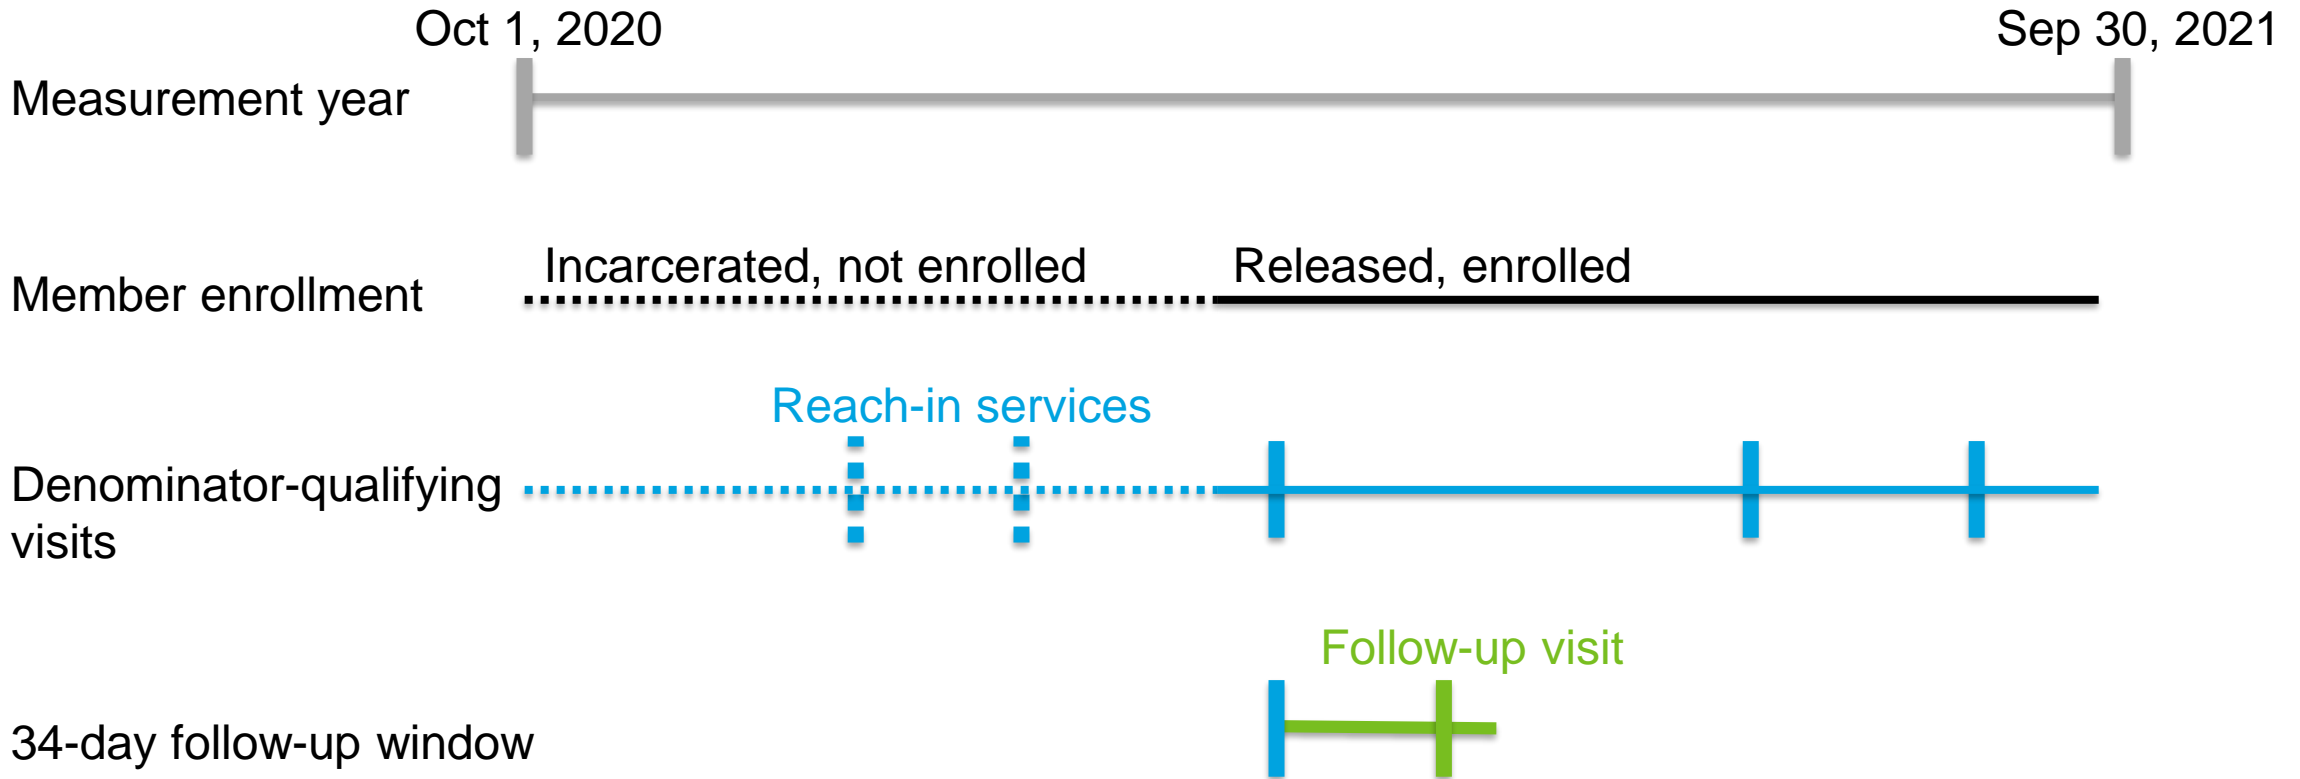 Oct 1, 2020
Sep 30, 2021
Measurement year
Incarcerated, not enrolled
Released, enrolled
Member enrollment
Reach-in services
Denominator-qualifying
visits
Follow-up visit
34-day follow-up window